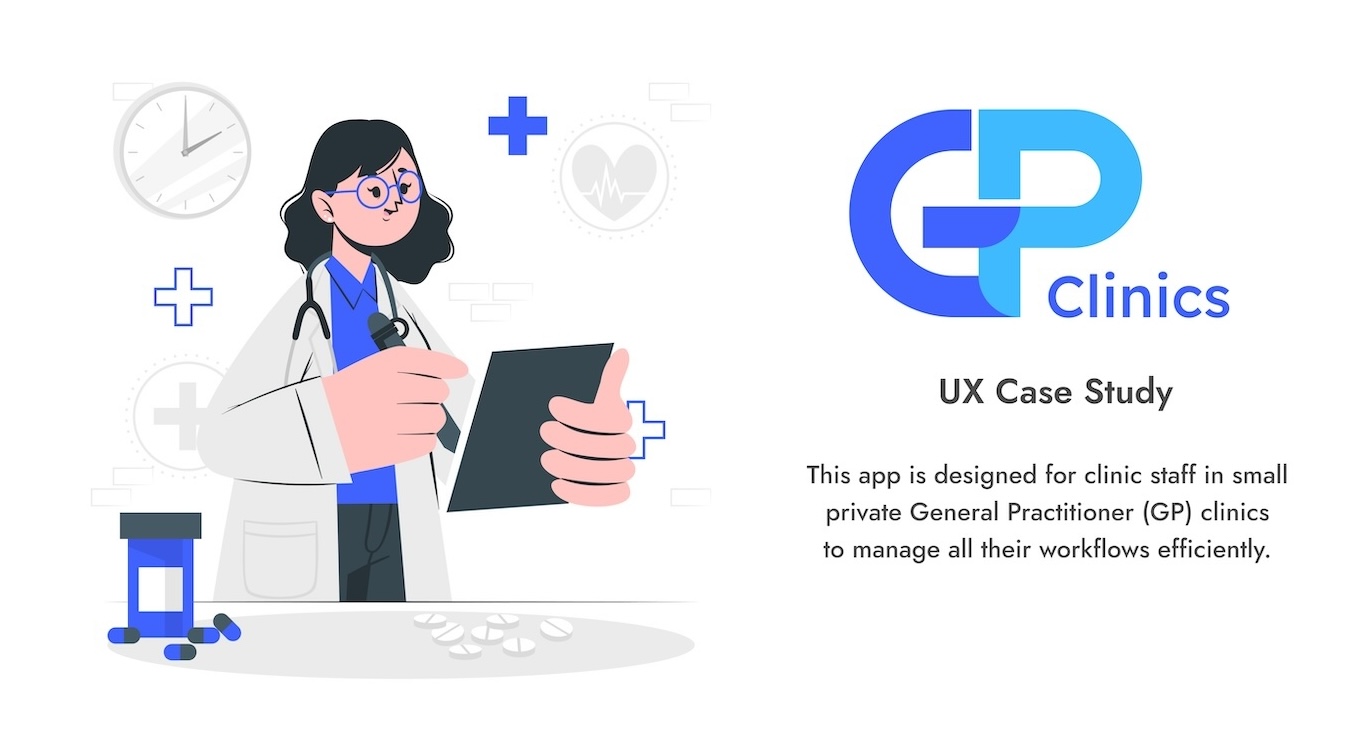 GP
Clinics
UX Case Study
This app is designed for clinic staff in small
private General Practitioner (GP) clinics
to manage all their workflows efficiently.